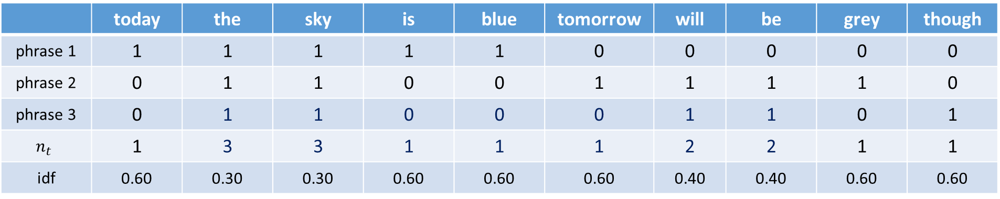 today the sky is blue tomorrow will be grey though
phrase 1 1 1 1 1 1 0 0 0 0 0
phrase 2 0 1 1 0 0 1 1 1 1 0
phrase 3 0 1 1 0 0 0 1 1 0 1
n_t 1 3 3 1 1 1 2 2 1 1
idf 0.60 0.30 0.30 0.60 0.60 0.60 0.40 0.40 0.60 0.60